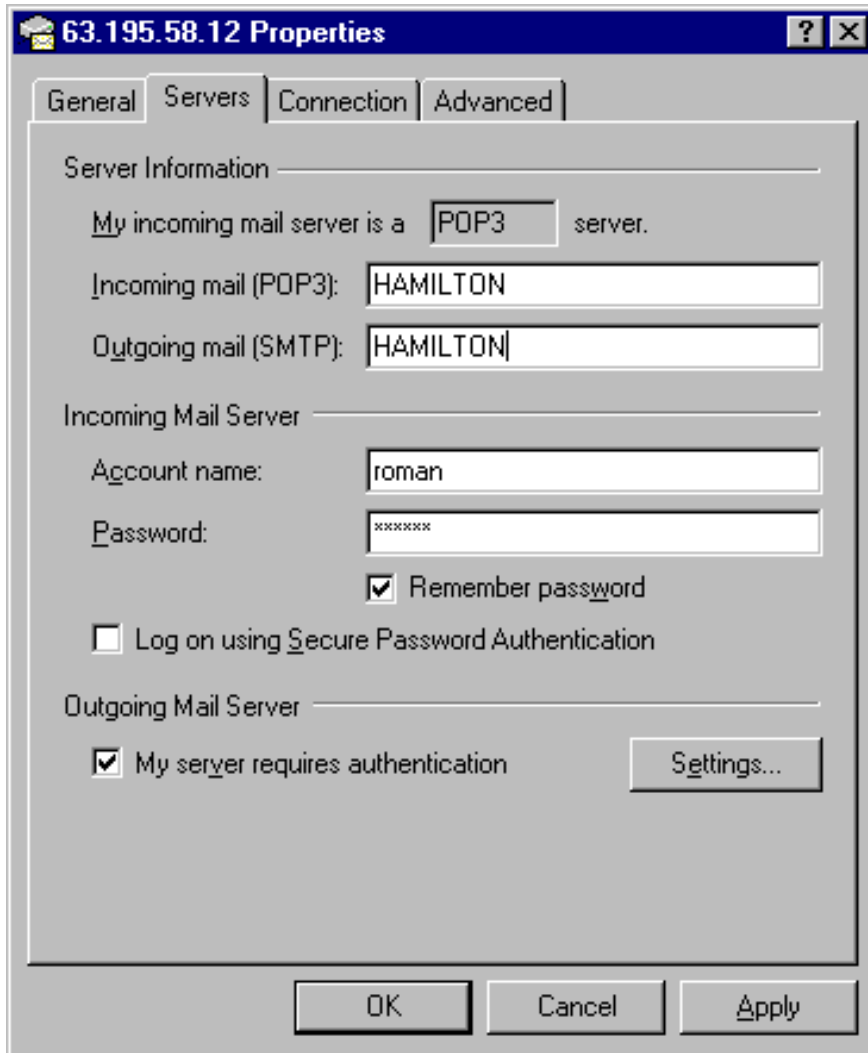 63.195.58.12 Properties
General Servers Connection Advanced
Server Information
My incoming mail server is a POP3 server.
Incoming mail (POP3): HAMILTON
Outgoing mail (SMTP): HAMILTON
Incoming Mail Server
Account name: roman
Password: ******
Remember password
Log on using Secure Password Authentication
Outgoing Mail Server
My server requires authentication Settings...
OK Cancel Apply